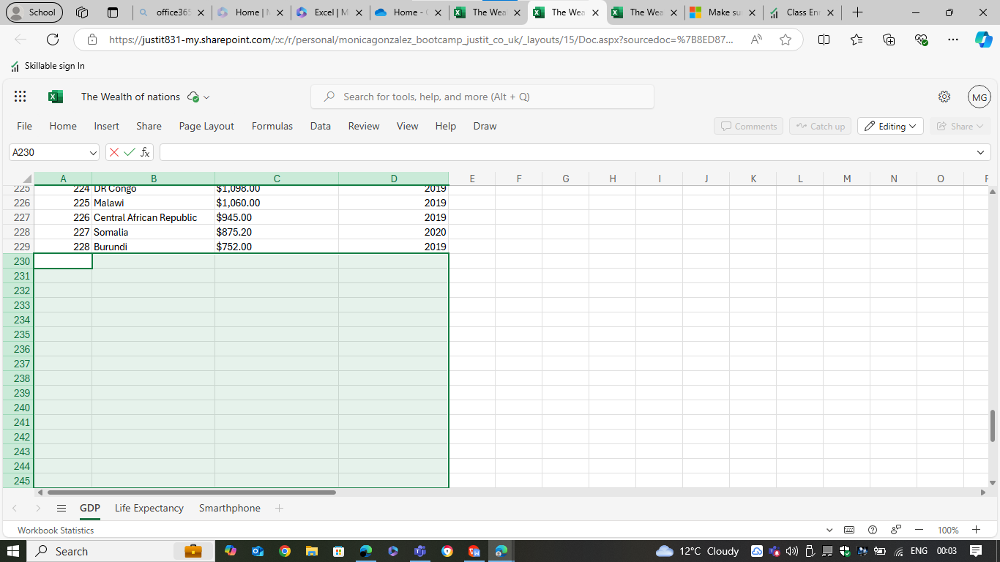 School office365 Home | M Excel | M Home - The Wea The Wea The Wea Make su Class En
https://justit831-my.sharepoint.com/:x:/r/personal/monicagonzalez_bootcamp_justit_co_uk/_layouts/15/Doc.aspx?sourcedoc=%7B8ED87...
Skillable sign In
The Wealth of nations Search for tools, help, and more (Alt + Q) MG
File Home Insert Share Page Layout Formulas Data Review View Help Draw Comments Catch up Editing Share
A230 fx
A B C D E F G H I J K L M N O
225 224 DR Congo $1,098.00 2019
226 225 Malawi $1,060.00 2019
227 226 Central African Republic $945.00 2019
228 227 Somalia $875.20 2020
229 228 Burundi $752.00 2019
230
231
232
233
234
235
236
237
238
239
240
241
242
243
244
245
GDP Life Expectancy Smarthphone
Workbook Statistics 100%
Search 12°C Cloudy ENG 00:03